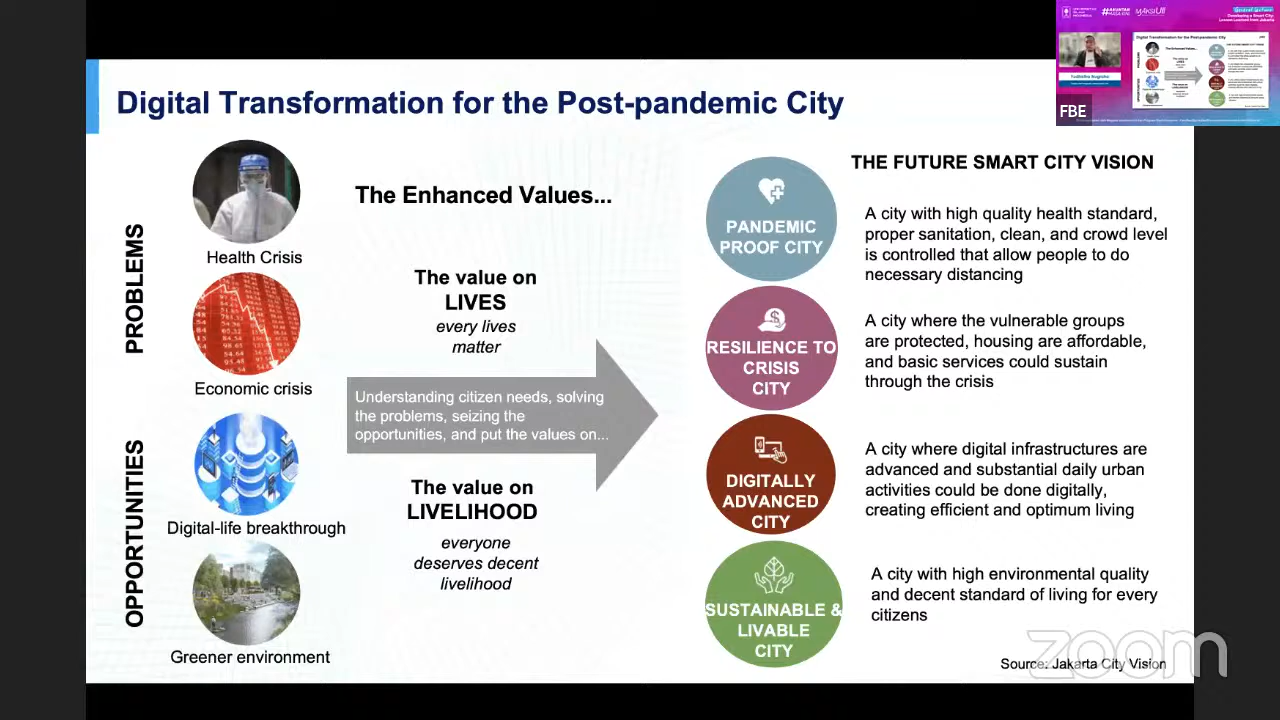 Digital Transformation for the Post-pandemic City
PROBLEMS
Health Crisis
Economic crisis
OPPORTUNITIES
Digital-life breakthrough
Greener environment
The Enhanced Values...
The value on
LIVES
every lives
matter
Understanding citizen needs, solving
the problems, seizing the
opportunities, and put the values on...
The value on
LIVELIHOOD
everyone
deserves decent
livelihood
THE FUTURE SMART CITY VISION
PANDEMIC
PROOF CITY
A city with high quality health standard,
proper sanitation, clean, and crowd level
is controlled that allow people to do
necessary distancing
RESILIENCE TO
CRISIS
CITY
A city where the vulnerable groups
are protected, housing are affordable,
and basic services could sustain
through the crisis
DIGITALLY
ADVANCED
CITY
A city where digital infrastructures are
advanced and substantial daily urban
activities could be done digitally,
creating efficient and optimum living
SUSTAINABLE &
LIVABLE
CITY
A city with high environmental quality
and decent standard of living for every
citizens
Source: Jakarta City Vision
zoom
FBE
Digital Transformation for the Post-pandemic City